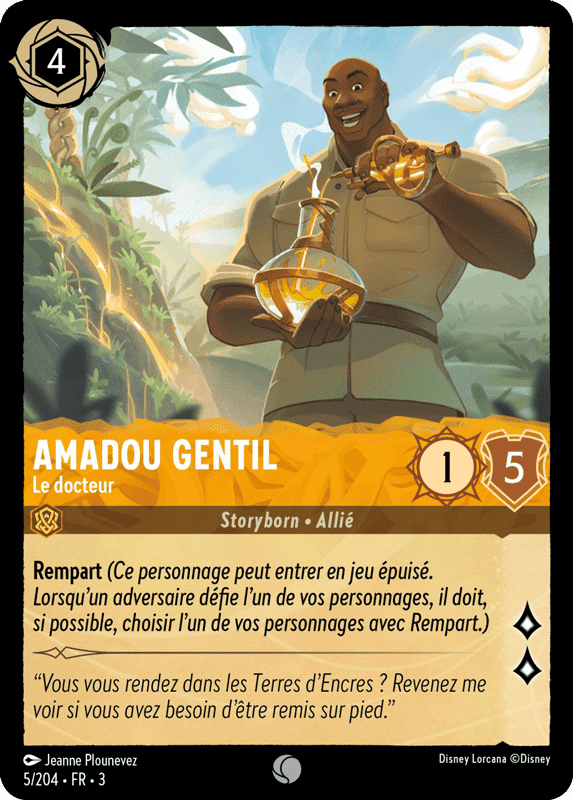 4
AMADOU GENTIL
Le docteur
1
5
Storyborn • Allié
Rempart (Ce personnage peut entrer en jeu épuisé.
Lorsqu'un adversaire défie l'un de vos personnages, il doit,
si possible, choisir l'un de vos personnages avec Rempart.)
“Vous vous rendez dans les Terres d'Encres ? Revenez me
voir si vous avez besoin d'être remis sur pied.”
Jeanne Plounevez
Disney Lorcana ©Disney
5/204 • FR • 3